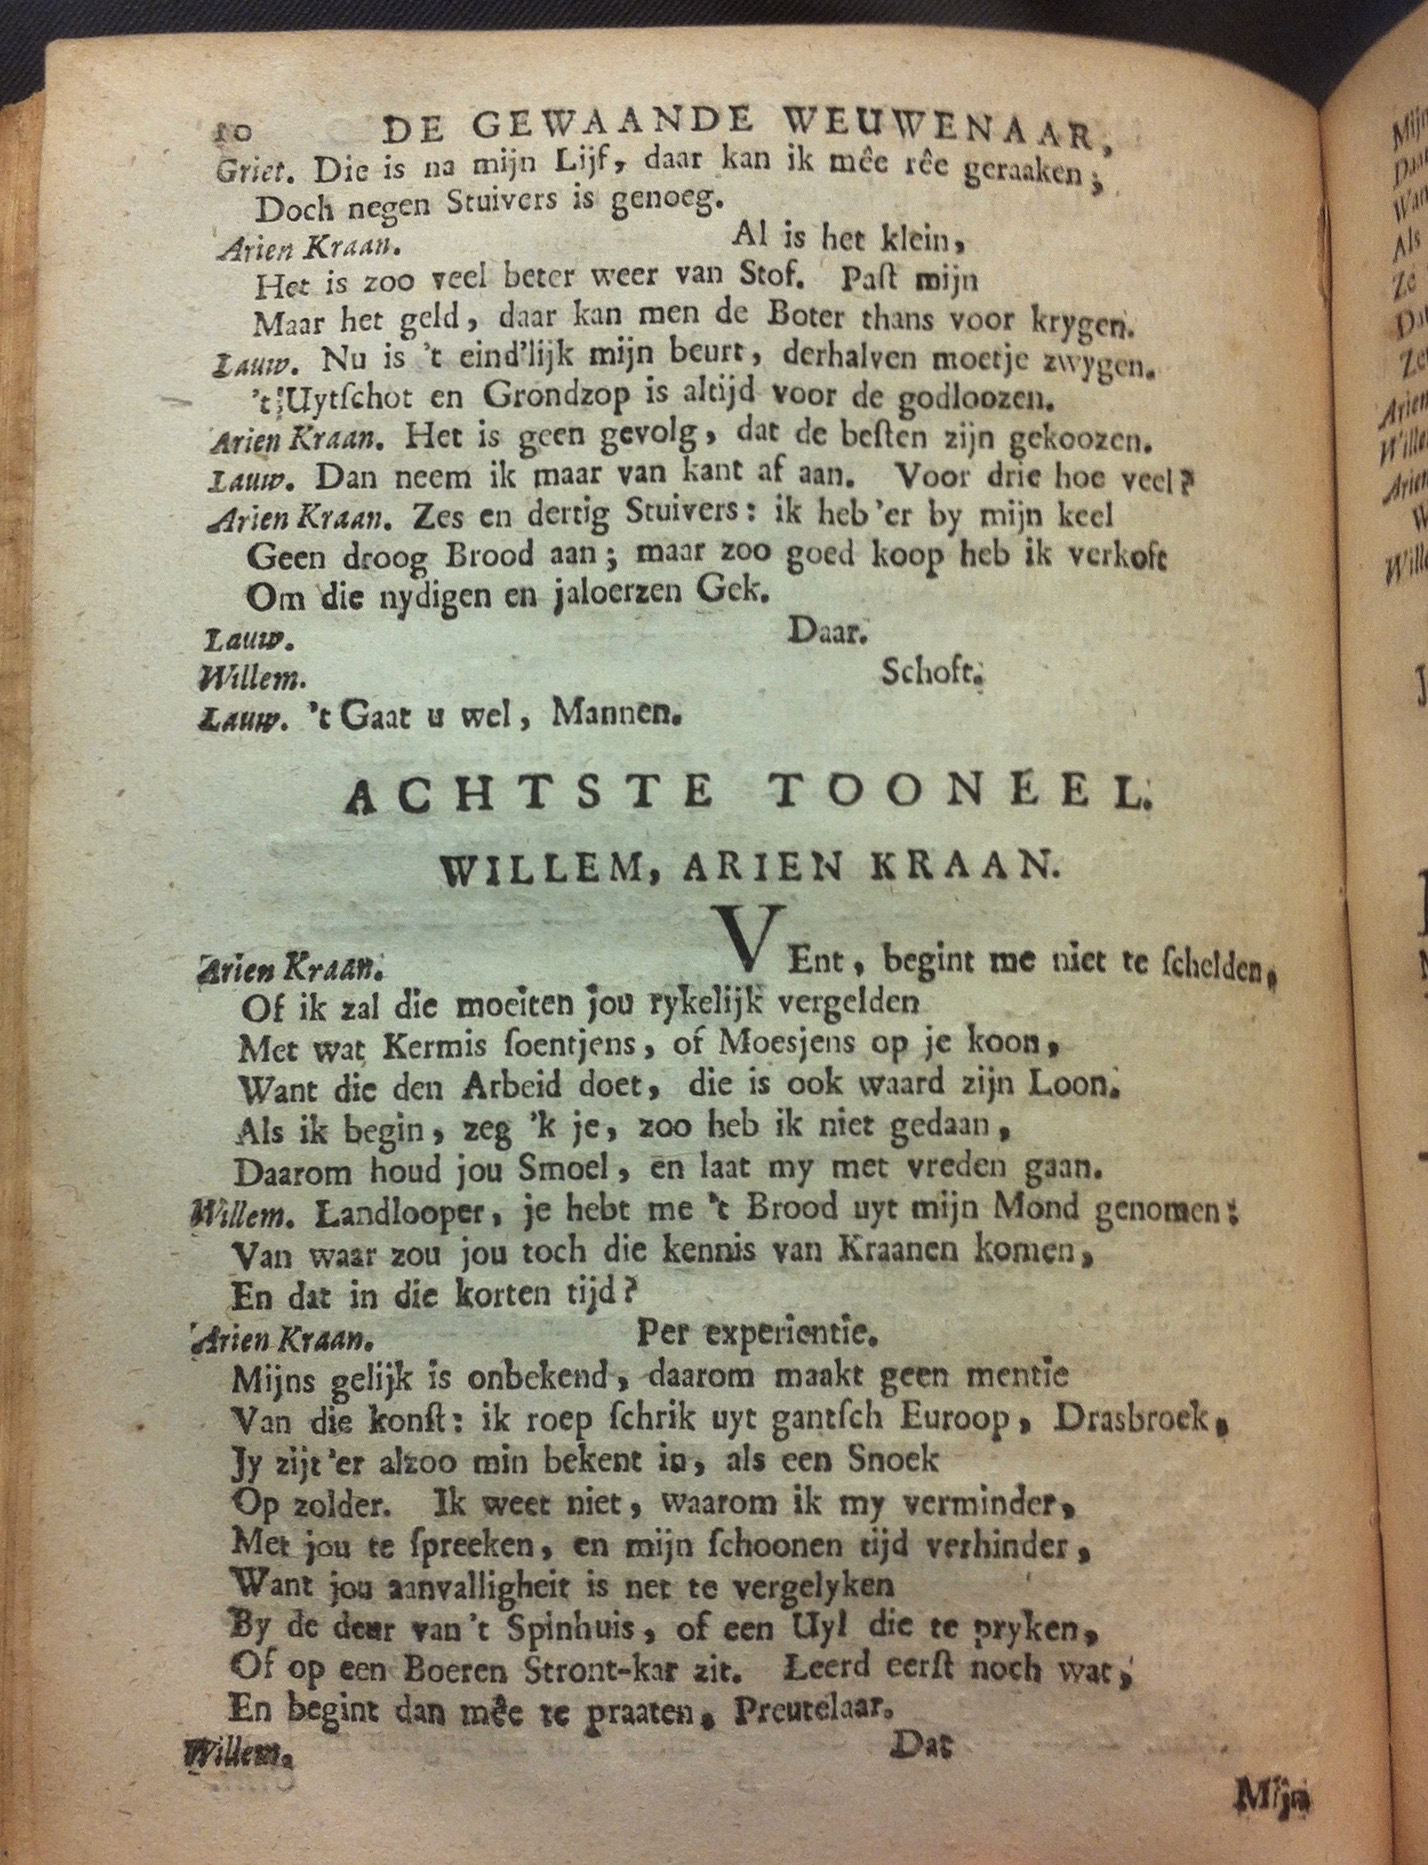 10 DE GEWAANDE WEUWENAAR,
Griet. Die is na mijn Lijf, daar kan ik mêe rêe geraaken;
Doch negen Stuivers is genoeg.
Arien Kraan. Al is het klein,
Het is zoo veel beter weer van Stof. Paſt mijn
Maar het geld, daar kan men de Boter thans voor krygen.
Lauw. Nu is 't eind'lijk mijn beurt, derhalven moetje zwygen.
't Uytſchot en Grondzop is altijd voor de godloozen.
Arien Kraan. Het is geen gevolg, dat de beſten zijn gekoozen.
Lauw. Dan neem ik maar van kant af aan. Voor drie hoe veel?
Arien Kraan. Zes en dertig Stuivers: ik heb 'er by mijn keel
Geen droog Brood aan; maar zoo goed koop heb ik verkoft
Om die nydigen en jaloerzen Gek.
Lauw. Daar.
Willem. Schoft.
Lauw. 't Gaat u wel, Mannen.
ACHTSTE TOONEEL.
WILLEM, ARIEN KRAAN.
Arien Kraan. VEnt, begint me niet te ſchelden,
Of ik zal die moeiten jou rykelijk vergelden
Met wat Kermis ſoentjens, of Moesjens op je koon,
Want die den Arbeid doet, die is ook waard zijn Loon.
Als ik begin, zeg 'k je, zoo heb ik niet gedaan,
Daarom houd jou Smoel, en laat my met vreden gaan.
Willem. Landlooper, je hebt me 't Brood uyt mijn Mond genomen:
Van waar zou jou toch die kennis van Kraanen komen,
En dat in die korten tijd?
Arien Kraan. Per experientie.
Mijns gelijk is onbekend, daarom maakt geen mentie
Van die konſt: ik roep ſchrik uyt gantſch Euroop, Drasbroek,
Jy zijt 'er alzoo min bekent in, als een Snoek
Op zolder. Ik weet niet, waarom ik my verminder,
Met jou te ſpreeken, en mijn ſchoonen tijd verhinder,
Want jou aanvalligheit is net te vergelyken
By de deur van 't Spinhuis, of een Uyl die te pryken,
Of op een Boeren Stront-kar zit. Leerd eerſt noch wat,
En begint dan mêe te praaten, Preutelaar.
Willem. Dat
Mijn